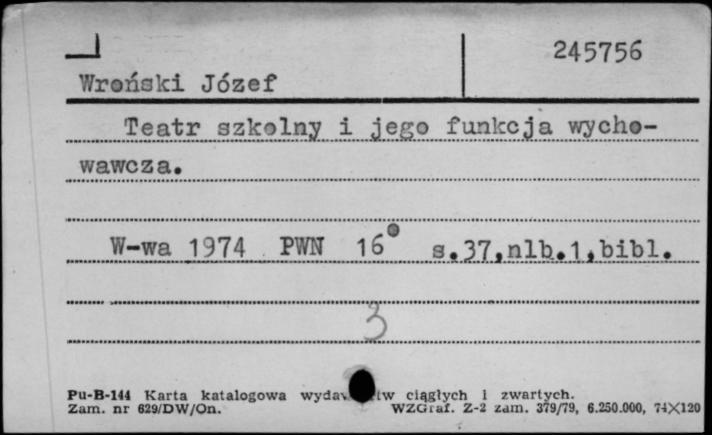 245756
Wroński Józef
Teatr szkolny i jego funkcja wycho-
wawcza.
W-wa 1974 PWN 16° s.37,nlb.1,bibl.
3
Pu-B-144 Karta katalogowa ciągłych i zwartych.
Zam. nr 629/DW/On. WZGraf. Z-2 zam. 379/79, 6.250.000, 74×120